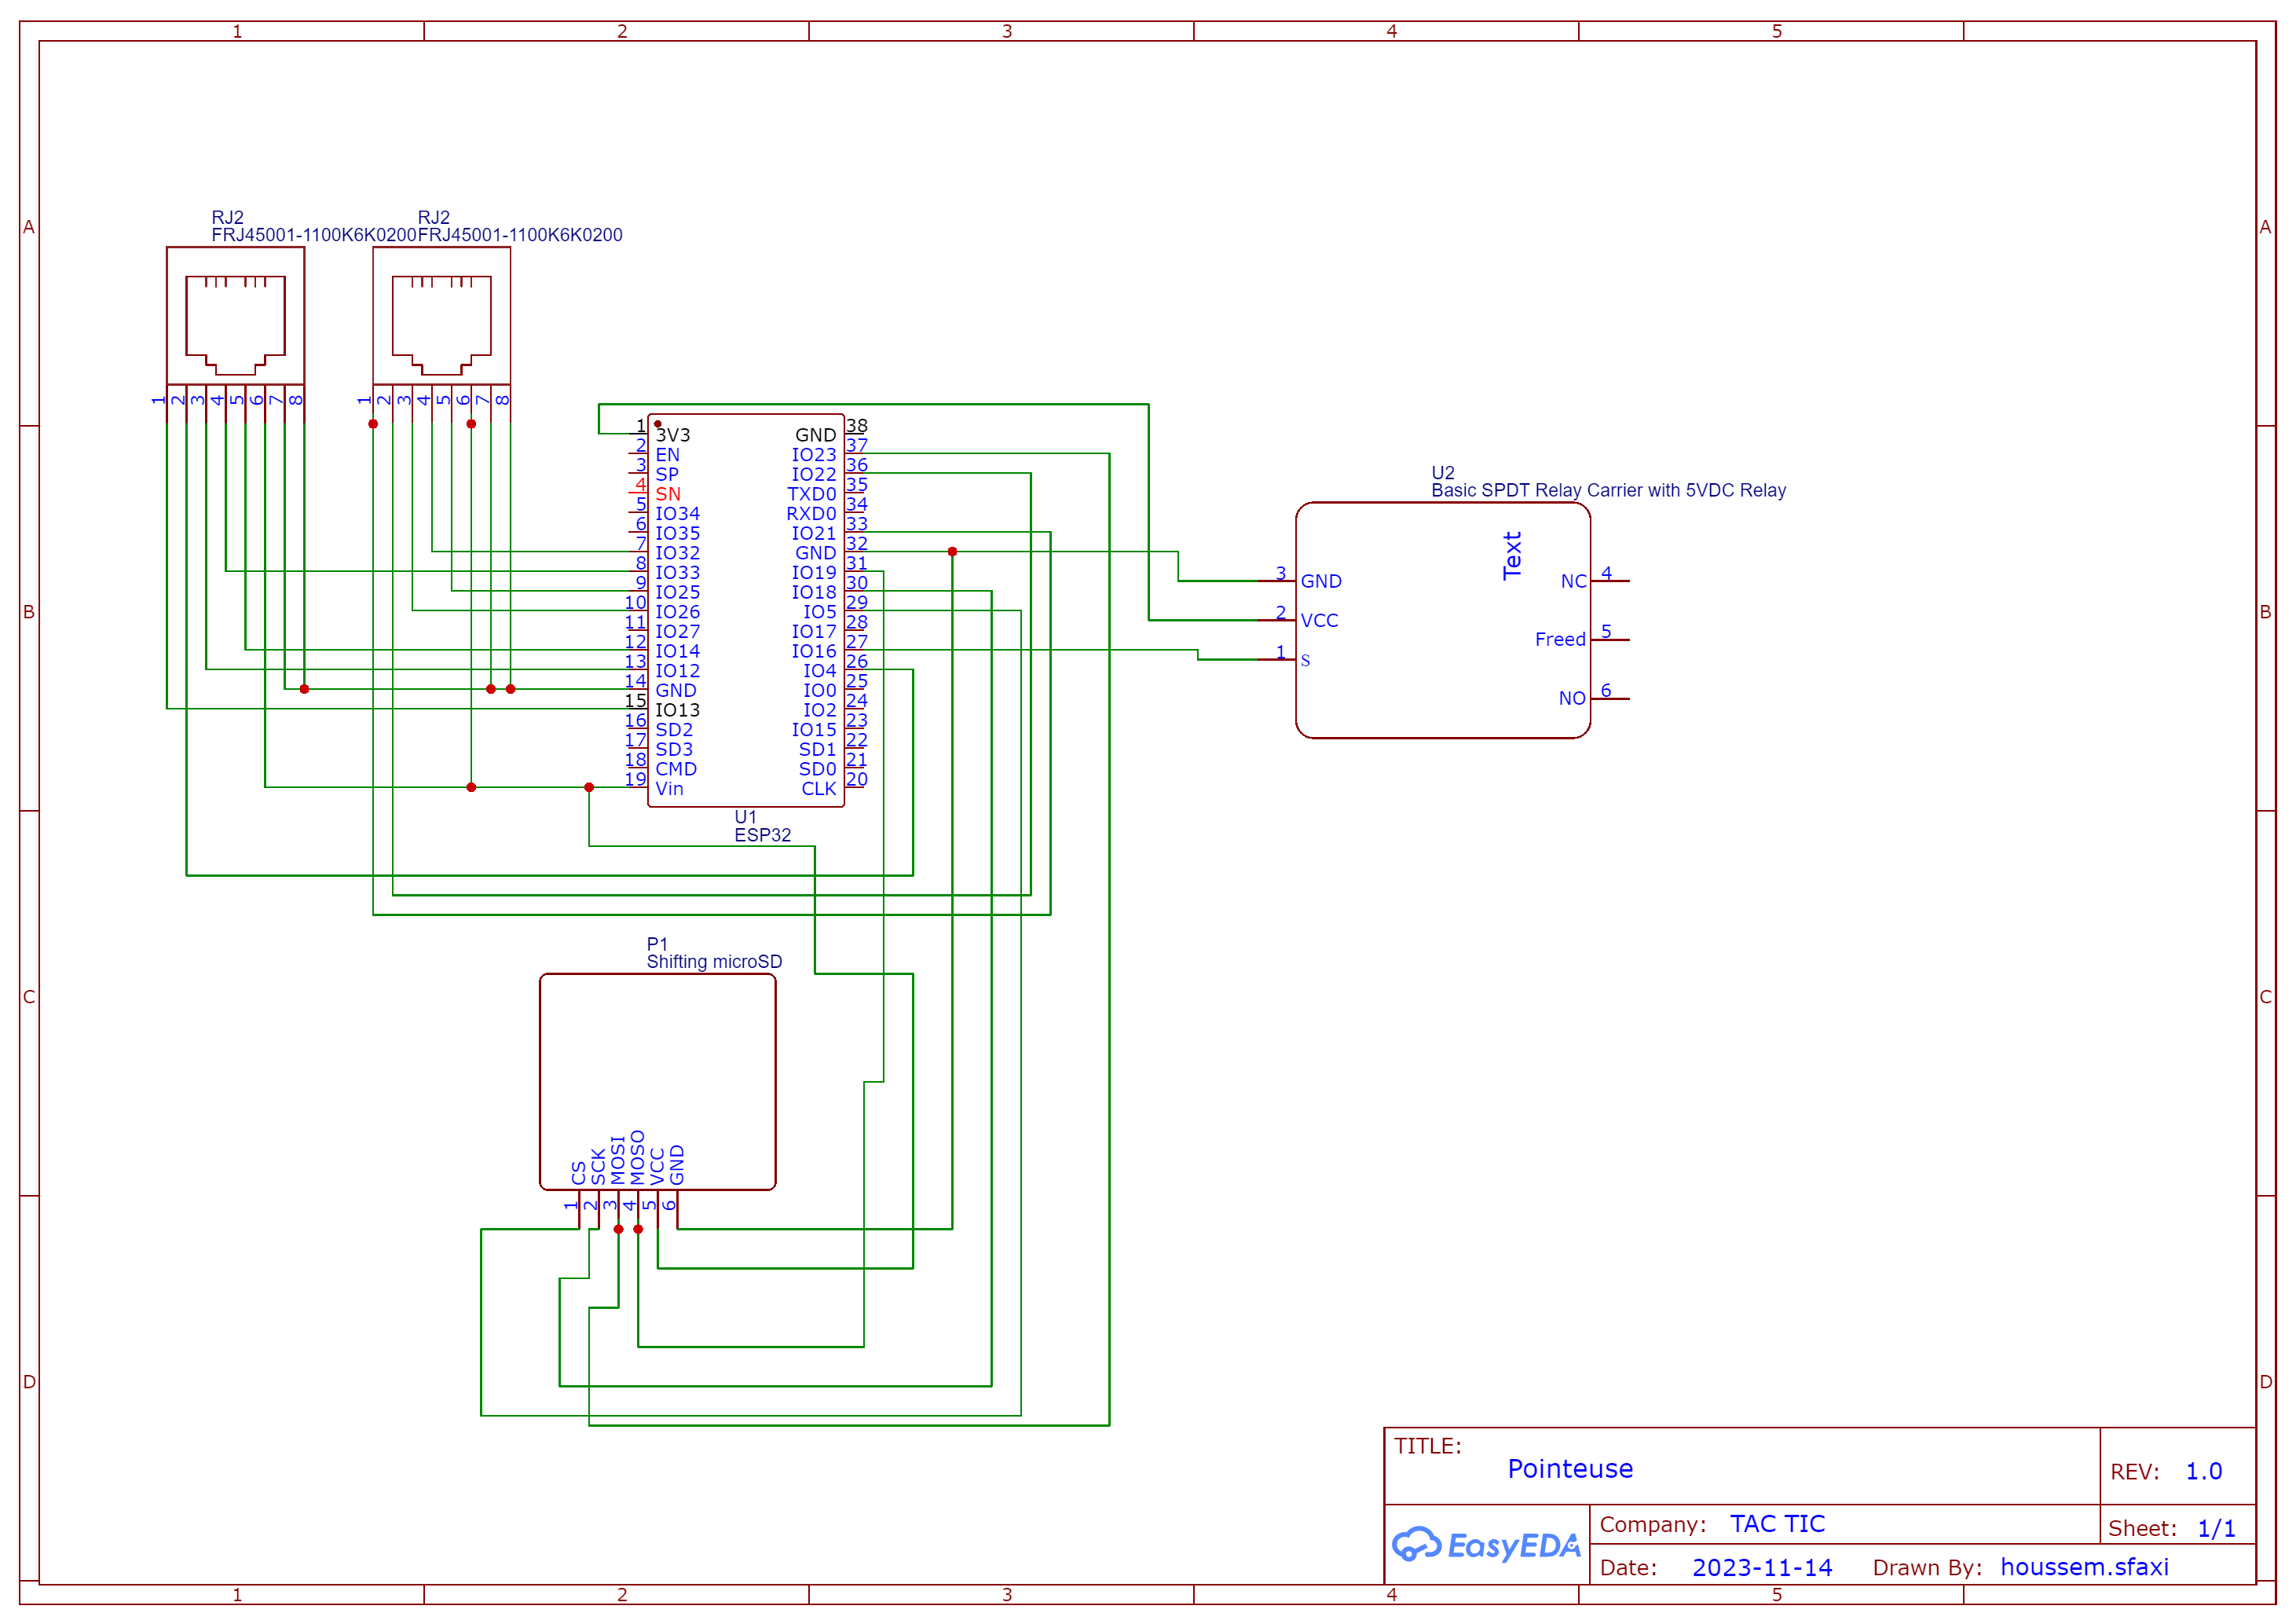 1 2 3 4 5
A A
B B
C C
D D
RJ2
FRJ45001-1100K6K0200
1 2 3 4 5 6 7 8
RJ2
FRJ45001-1100K6K0200
1 2 3 4 5 6 7 8
1 3V3 GND 38
2 EN IO23 37
3 SP IO22 36
4 SN TXD0 35
5 IO34 RXD0 34
6 IO35 IO21 33
7 IO32 GND 32
8 IO33 IO19 31
9 IO25 IO18 30
10 IO26 IO5 29
11 IO27 IO17 28
12 IO14 IO16 27
13 IO12 IO4 26
14 GND IO0 25
15 IO13 IO2 24
16 SD2 IO15 23
17 SD3 SD1 22
18 CMD SD0 21
19 Vin CLK 20
U1
ESP32
U2
Basic SPDT Relay Carrier with 5VDC Relay
Text
3 GND NC 4
2 VCC Freed 5
1 S NO 6
P1
Shifting microSD
CS SCK MOSI MOSO VCC GND
1 2 3 4 5 6
TITLE:
Pointeuse
REV: 1.0
EasyEDA
Company: TAC TIC
Sheet: 1/1
Date: 2023-11-14 Drawn By: houssem.sfaxi
1 2 3 4 5